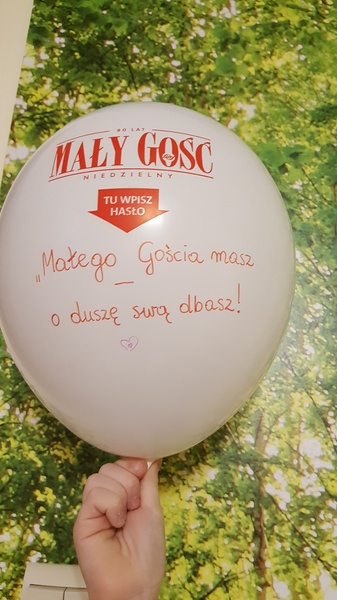 90 LAT
MAŁY GOŚĆ
NIEDZIELNY
TU WPISZ
HASŁO
„Małego Gościa masz
–
o duszę swą dbasz!